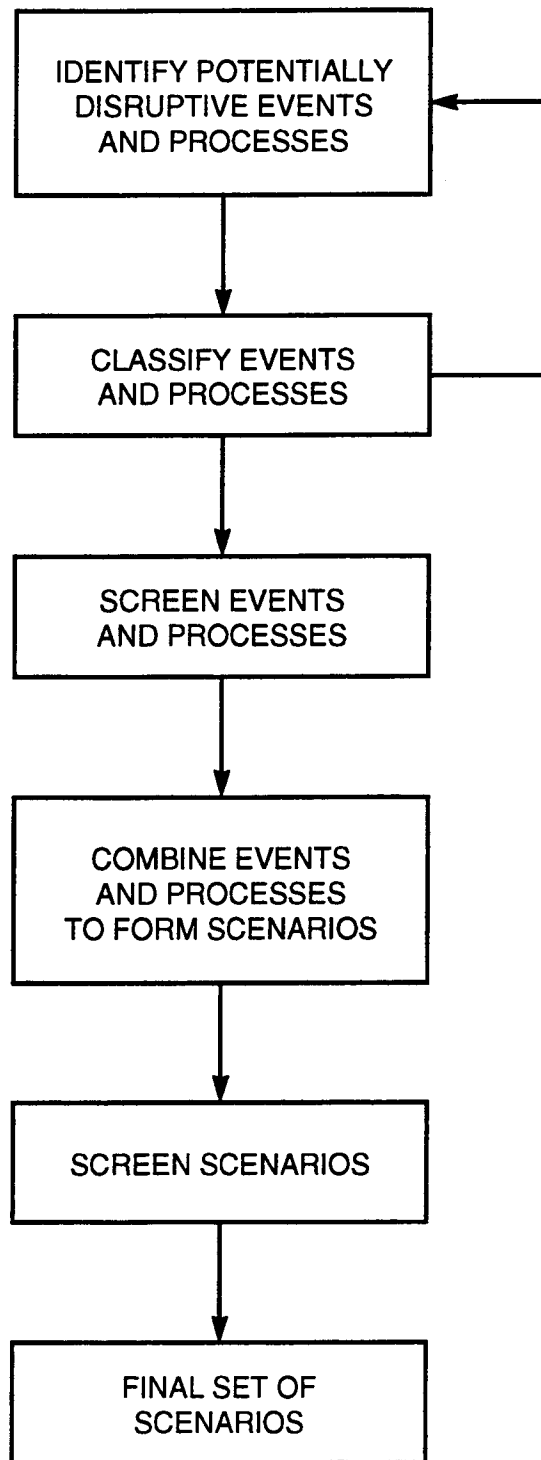 IDENTIFY POTENTIALLY
DISRUPTIVE EVENTS
AND PROCESSES
CLASSIFY EVENTS
AND PROCESSES
SCREEN EVENTS
AND PROCESSES
COMBINE EVENTS
AND PROCESSES
TO FORM SCENARIOS
SCREEN SCENARIOS
FINAL SET OF
SCENARIOS